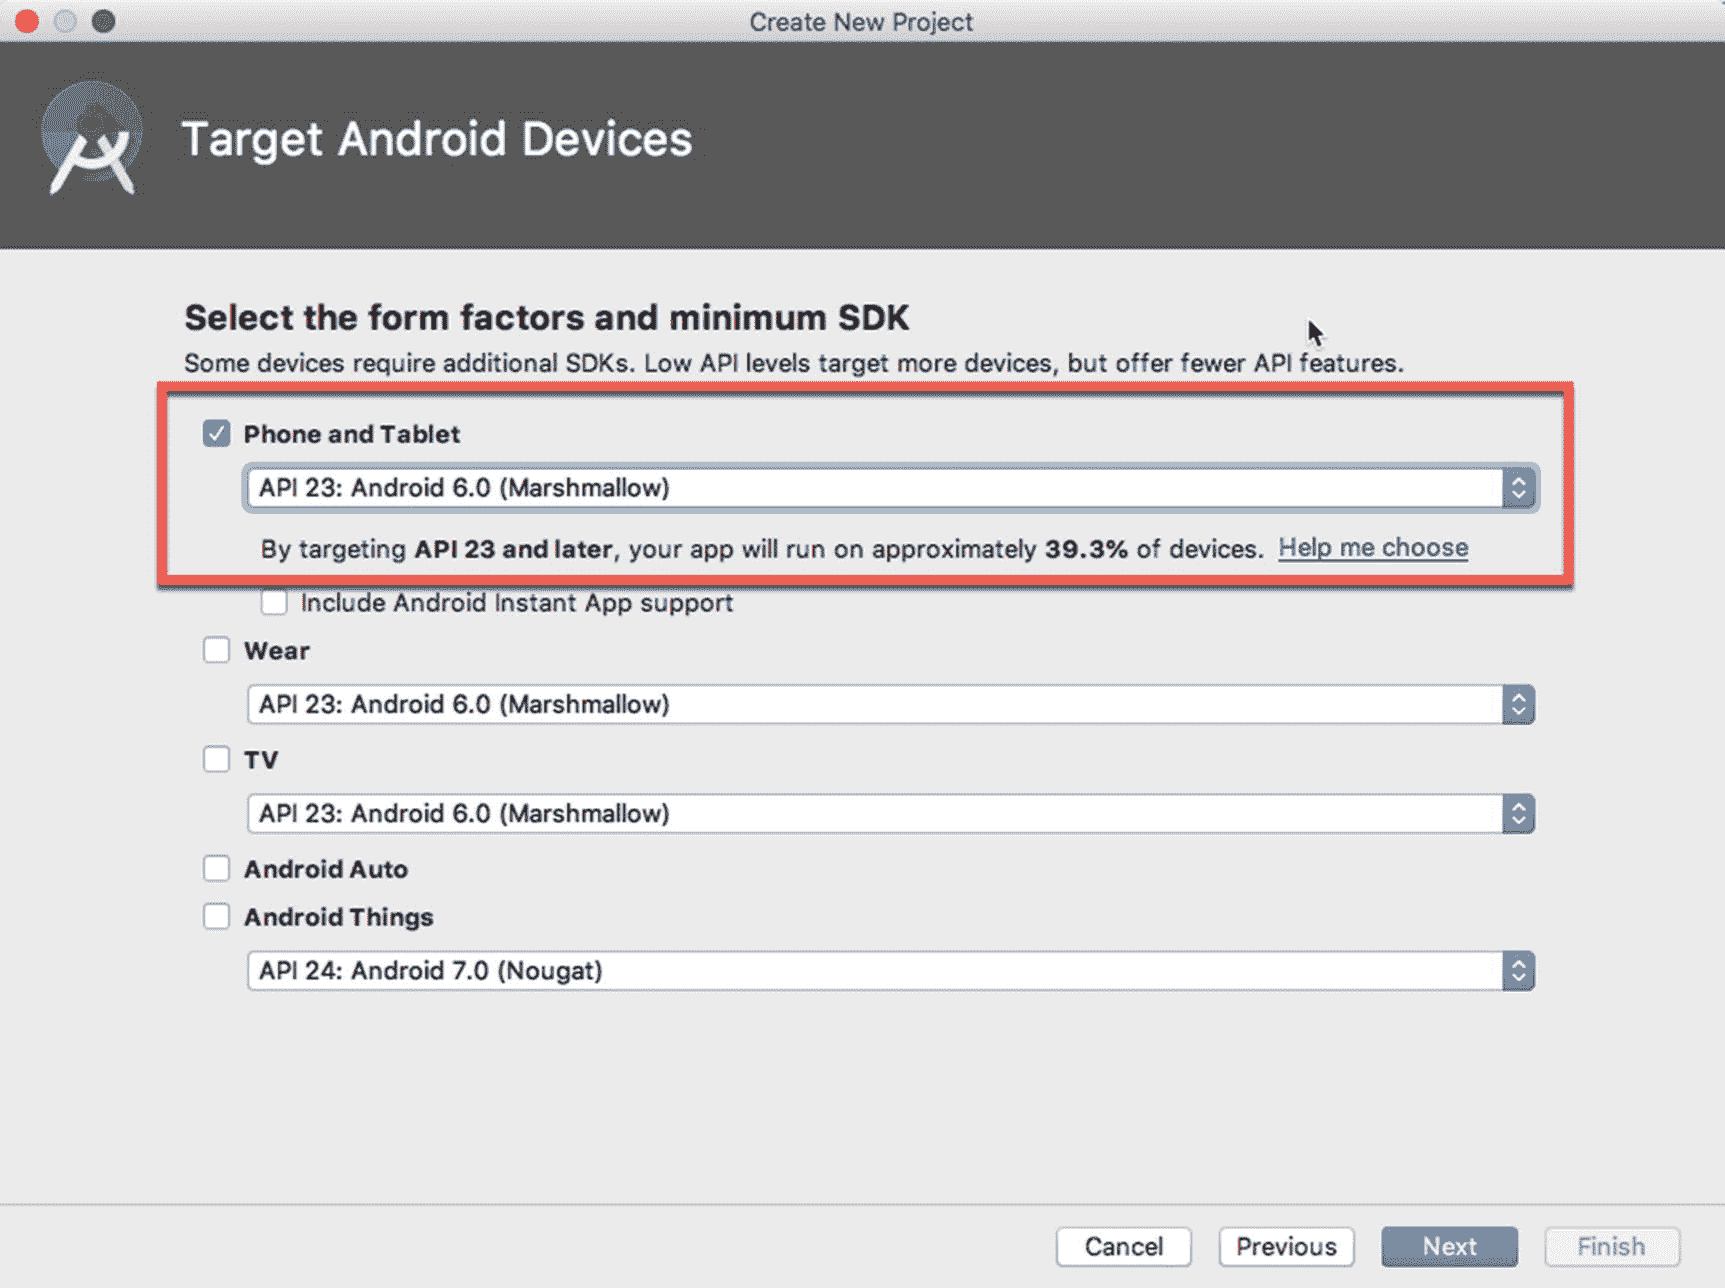 Create New Project
Target Android Devices
Select the form factors and minimum SDK
Some devices require additional SDKs. Low API levels target more devices, but offer fewer API features.
Phone and Tablet
API 23: Android 6.0 (Marshmallow)
By targeting API 23 and later, your app will run on approximately 39.3% of devices. Help me choose
Include Android Instant App support
Wear
API 23: Android 6.0 (Marshmallow)
TV
API 23: Android 6.0 (Marshmallow)
Android Auto
Android Things
API 24: Android 7.0 (Nougat)
Cancel Previous Next Finish